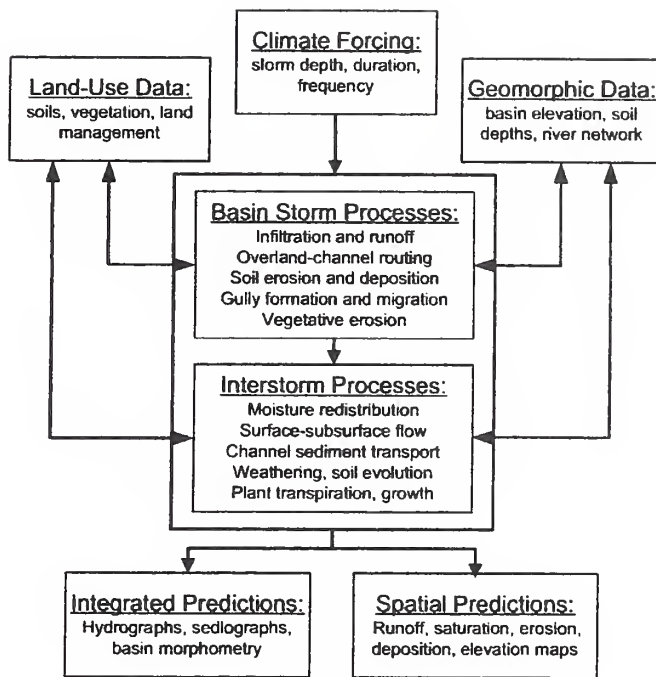 Climate Forcing:
storm depth, duration,
frequency
Land-Use Data:
soils, vegetation, land
management
Geomorphic Data:
basin elevation, soil
depths, river network
Basin Storm Processes:
Infiltration and runoff
Overland-channel routing
Soil erosion and deposition
Gully formation and migration
Vegetative erosion
Interstorm Processes:
Moisture redistribution
Surface-subsurface flow
Channel sediment transport
Weathering, soil evolution
Plant transpiration, growth
Integrated Predictions:
Hydrographs, sediographs,
basin morphometry
Spatial Predictions:
Runoff, saturation, erosion,
deposition, elevation maps